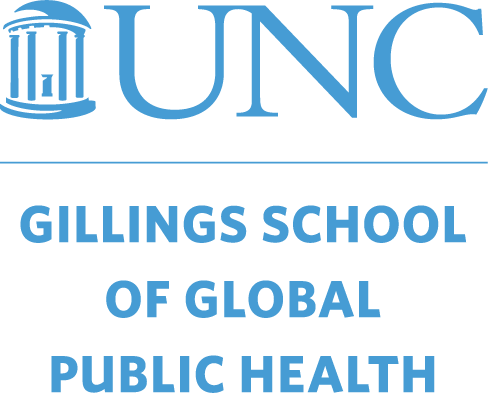 UNC
GILLINGS SCHOOL
OF GLOBAL
PUBLIC HEALTH